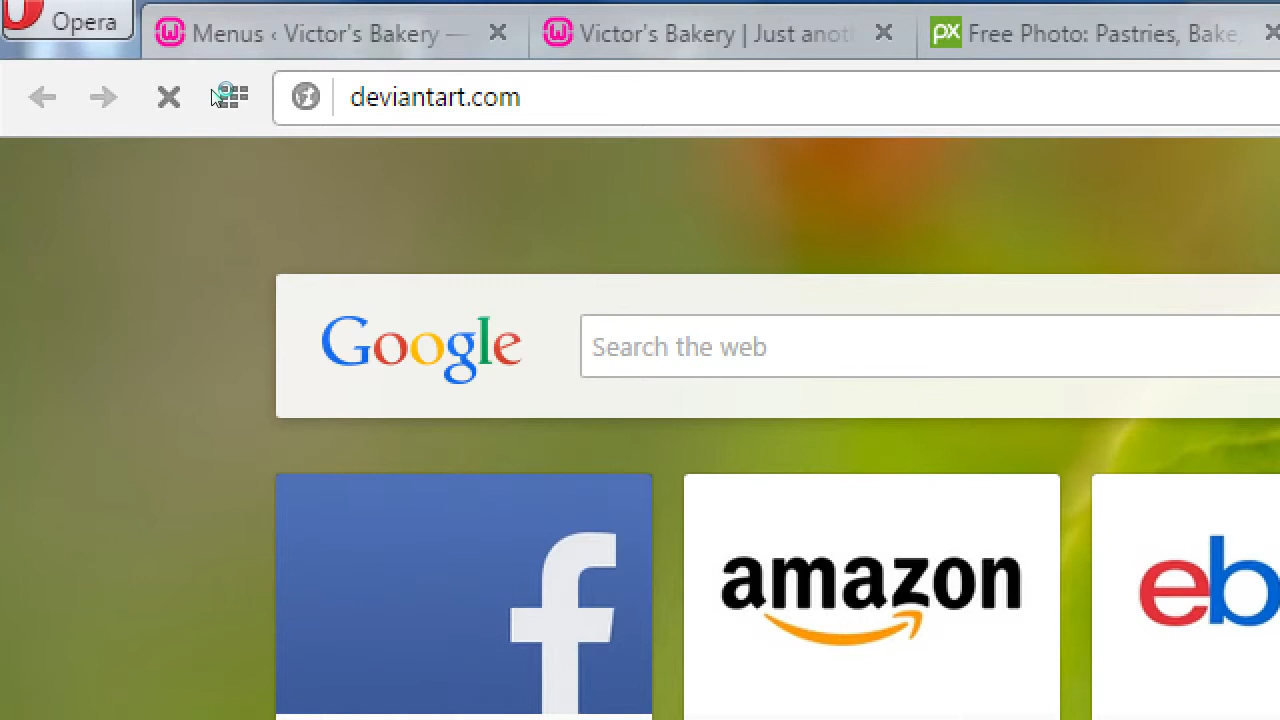 Opera
Menus ‹ Victor's Bakery —
Victor's Bakery | Just anot
Free Photo: Pastries, Bake,
deviantart.com
Google
Search the web
f
amazon
eb